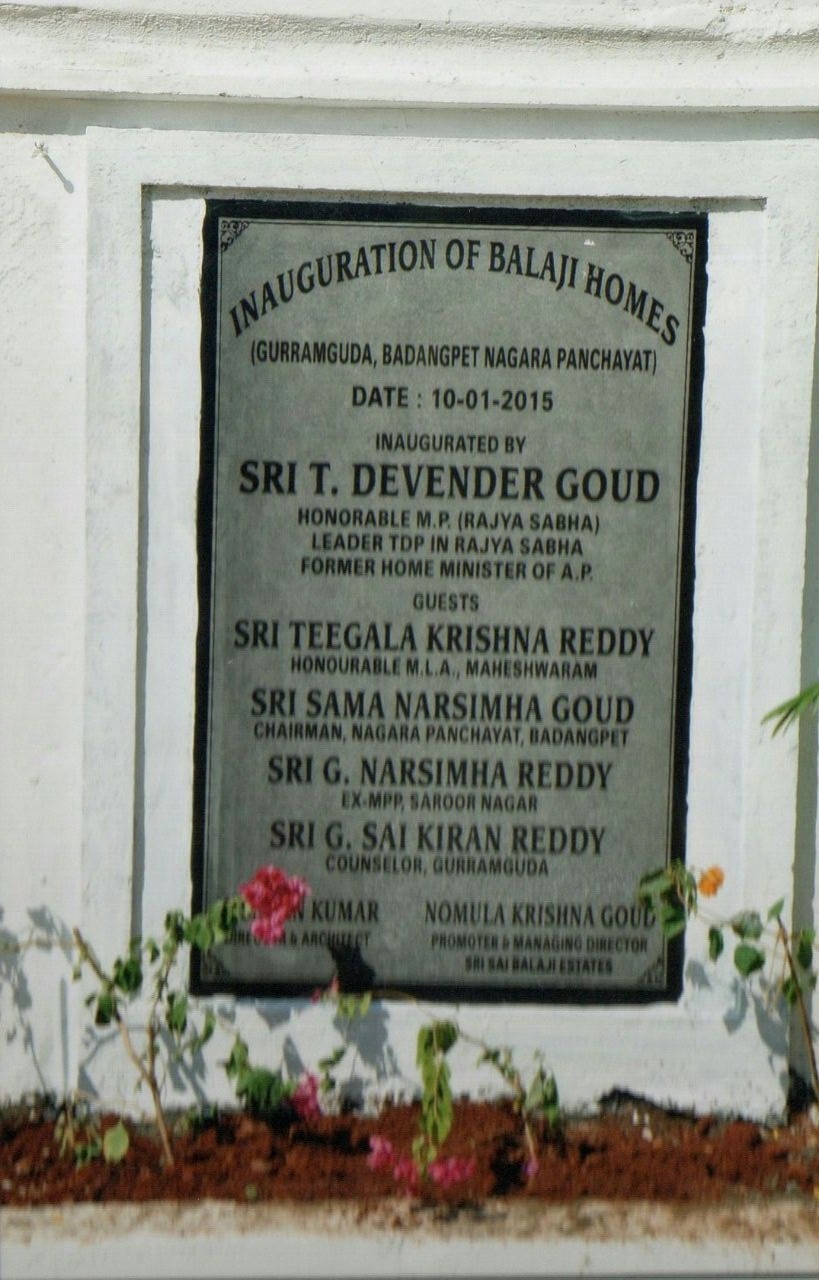 INAUGURATION OF BALAJI HOMES
(GURRAMGUDA, BADANGPET NAGARA PANCHAYAT)
DATE : 10-01-2015
INAUGURATED BY
SRI T. DEVENDER GOUD
HONORABLE M.P. (RAJYA SABHA)
LEADER TDP IN RAJYA SABHA
FORMER HOME MINISTER OF A.P.
GUESTS
SRI TEEGALA KRISHNA REDDY
HONOURABLE M.L.A., MAHESHWARAM
SRI SAMA NARSIMHA GOUD
CHAIRMAN, NAGARA PANCHAYAT, BADANGPET
SRI G. NARSIMHA REDDY
EX-MPP, SAROOR NAGAR
SRI G. SAI KIRAN REDDY
COUNSELOR, GURRAMGUDA
KUMAR
& ARCHITECT
NOMULA KRISHNA GOUD
PROMOTER & MANAGING DIRECTOR
SRI SAI BALAJI ESTATES